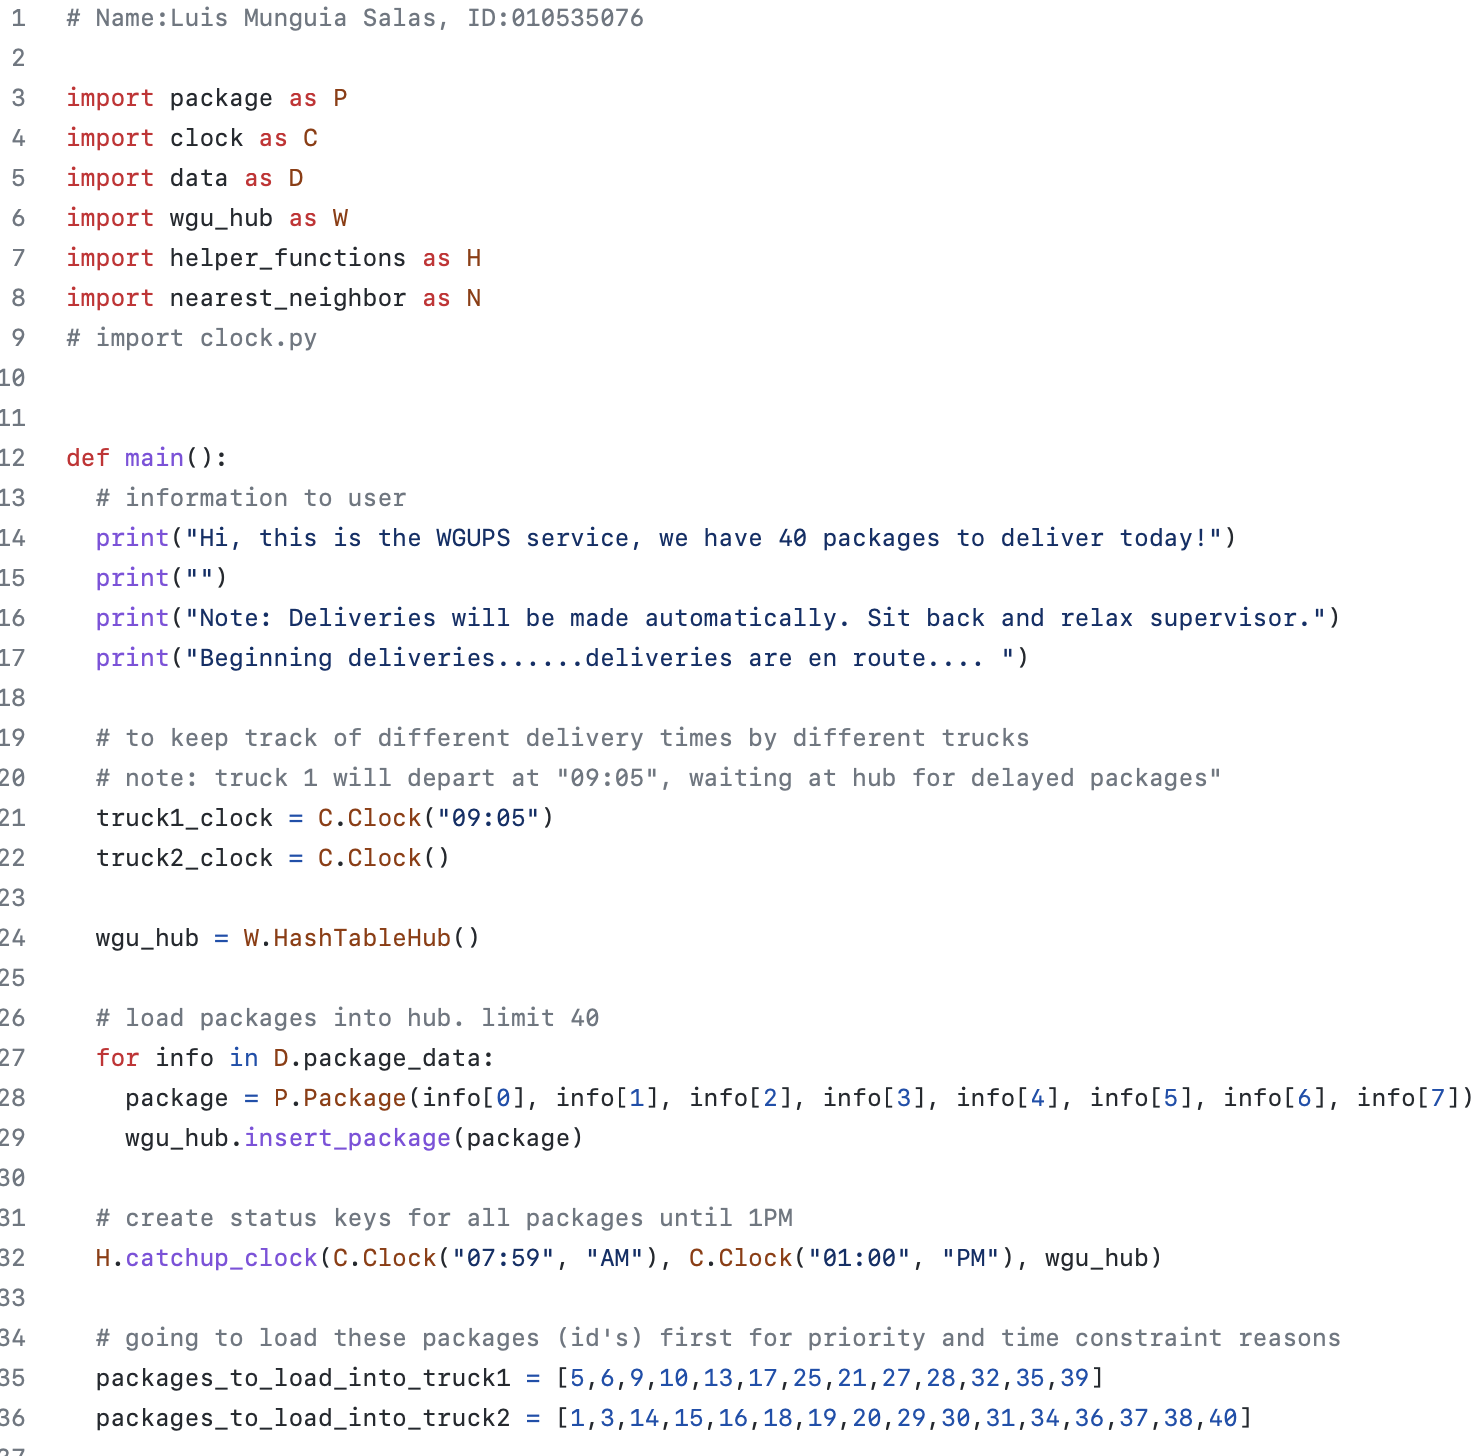 1 # Name:Luis Munguia Salas, ID:010535076
2
3 import package as P
4 import clock as C
5 import data as D
6 import wgu_hub as W
7 import helper_functions as H
8 import nearest_neighbor as N
9 # import clock.py
10
11
12 def main():
13   # information to user
14   print("Hi, this is the WGUPS service, we have 40 packages to deliver today!")
15   print("")
16   print("Note: Deliveries will be made automatically. Sit back and relax supervisor.")
17   print("Beginning deliveries......deliveries are en route.... ")
18
19   # to keep track of different delivery times by different trucks
20   # note: truck 1 will depart at "09:05", waiting at hub for delayed packages"
21   truck1_clock = C.Clock("09:05")
22   truck2_clock = C.Clock()
23
24   wgu_hub = W.HashTableHub()
25
26   # load packages into hub. limit 40
27   for info in D.package_data:
28     package = P.Package(info[0], info[1], info[2], info[3], info[4], info[5], info[6], info[7])
29     wgu_hub.insert_package(package)
30
31   # create status keys for all packages until 1PM
32   H.catchup_clock(C.Clock("07:59", "AM"), C.Clock("01:00", "PM"), wgu_hub)
33
34   # going to load these packages (id's) first for priority and time constraint reasons
35   packages_to_load_into_truck1 = [5,6,9,10,13,17,25,21,27,28,32,35,39]
36   packages_to_load_into_truck2 = [1,3,14,15,16,18,19,20,29,30,31,34,36,37,38,40]
37